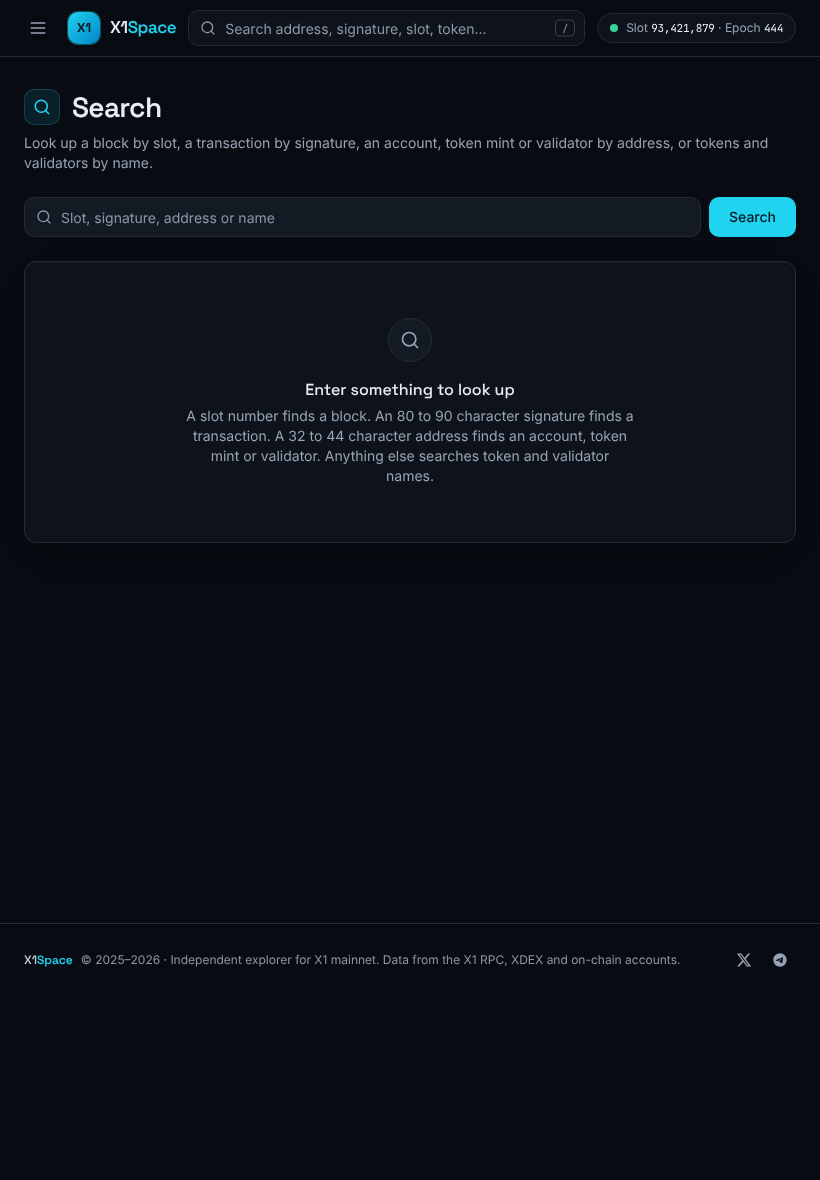 X1 X1Space Search address, signature, slot, token... / Slot 93,421,879 · Epoch 444
Search
Look up a block by slot, a transaction by signature, an account, token mint or validator by address, or tokens and
validators by name.
Slot, signature, address or name Search
Enter something to look up
A slot number finds a block. An 80 to 90 character signature finds a
transaction. A 32 to 44 character address finds an account, token
mint or validator. Anything else searches token and validator
names.
X1Space © 2025–2026 · Independent explorer for X1 mainnet. Data from the X1 RPC, XDEX and on-chain accounts.